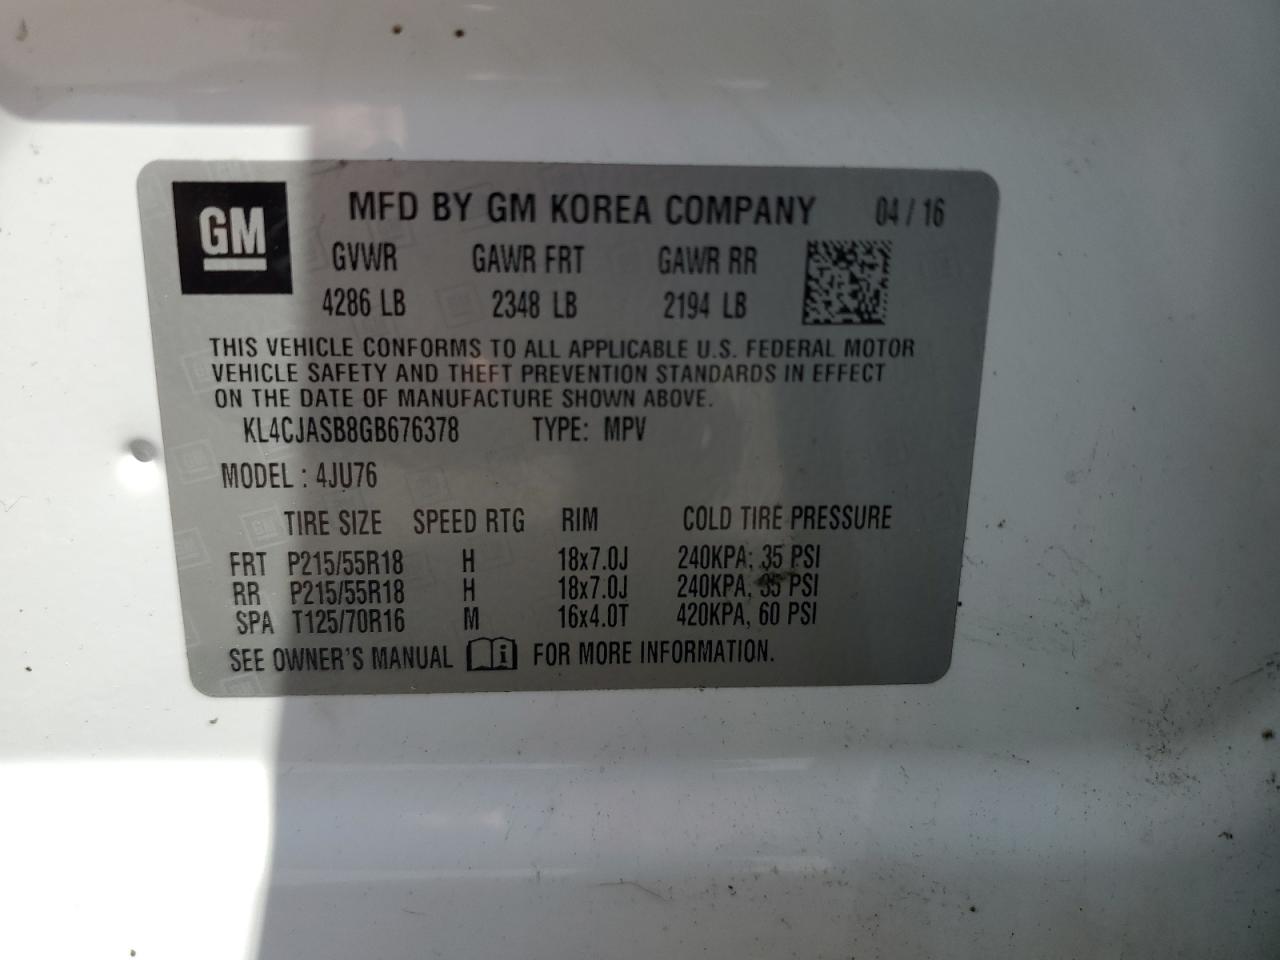 GM MFD BY GM KOREA COMPANY 04 / 16
GVWR GAWR FRT GAWR RR
4286 LB 2348 LB 2194 LB
THIS VEHICLE CONFORMS TO ALL APPLICABLE U.S. FEDERAL MOTOR
VEHICLE SAFETY AND THEFT PREVENTION STANDARDS IN EFFECT
ON THE DATE OF MANUFACTURE SHOWN ABOVE.
KL4CJASB8GB676378 TYPE: MPV
MODEL : 4JU76
TIRE SIZE SPEED RTG RIM COLD TIRE PRESSURE
FRT P215/55R18 H 18x7.0J 240KPA, 35 PSI
RR P215/55R18 H 18x7.0J 240KPA, 35 PSI
SPA T125/70R16 M 16x4.0T 420KPA, 60 PSI
SEE OWNER'S MANUAL i FOR MORE INFORMATION.